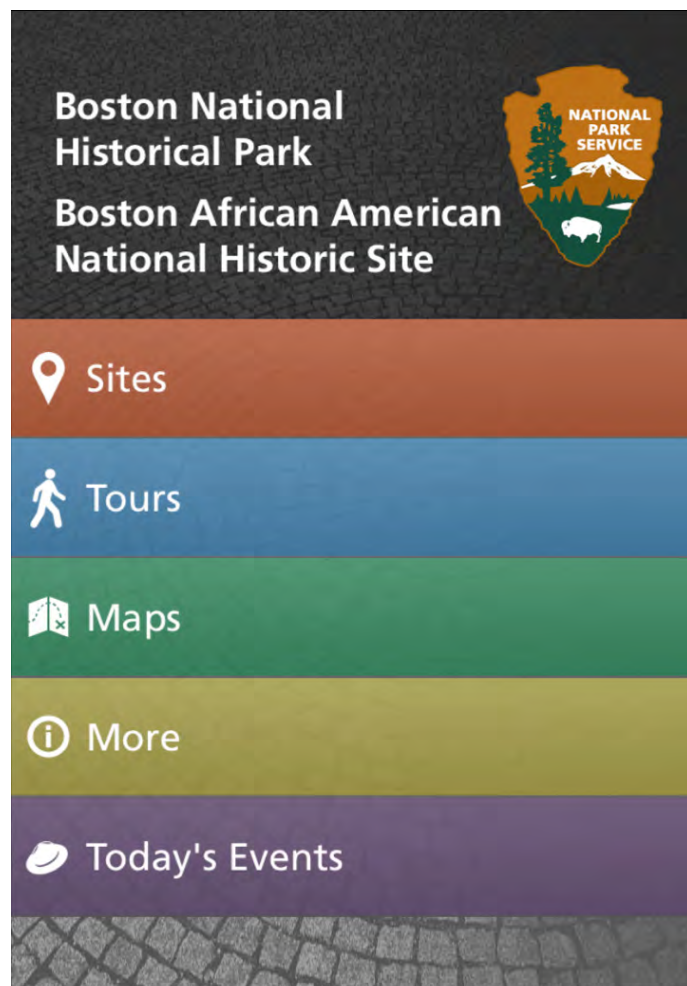 Boston National
Historical Park
Boston African American
National Historic Site
NATIONAL
PARK
SERVICE
Sites
Tours
Maps
More
Today's Events